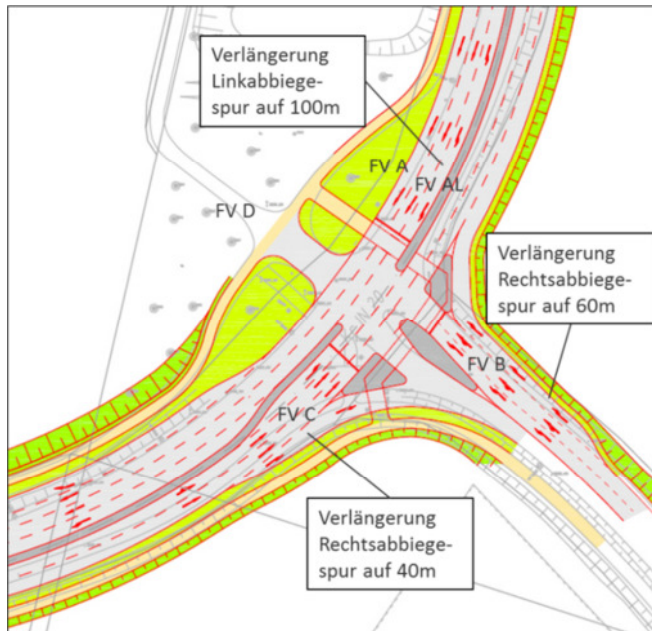 Verlängerung
Linkabbiege-
spur auf 100m
FV A
FV AL
FV D
Verlängerung
Rechtsabbiege-
spur auf 60m
FV B
FV C
Verlängerung
Rechtsabbiege-
spur auf 40m